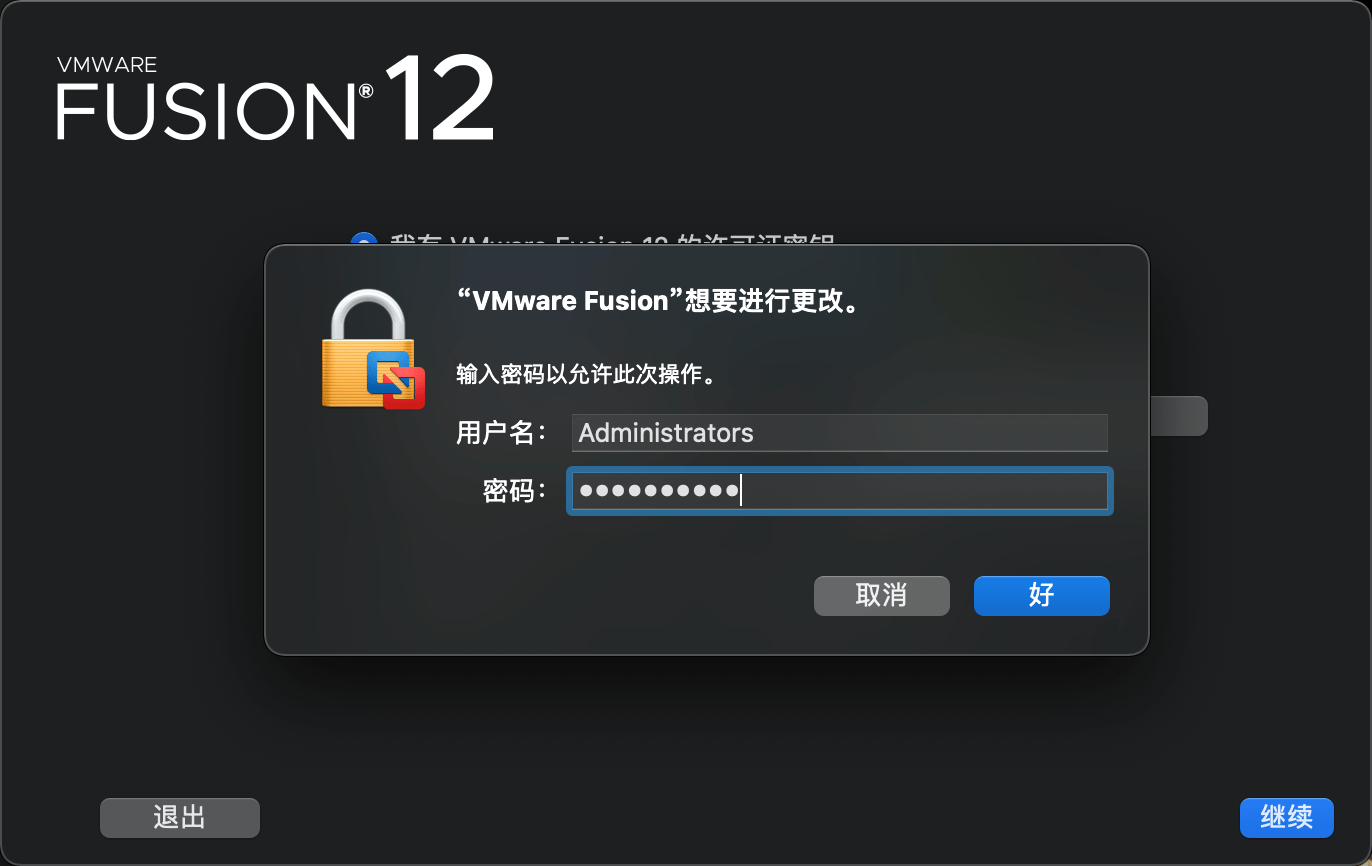 VMWARE
FUSION® 12
我有 VMware Fusion 12 的许可证密钥
“VMware Fusion”想要进行更改。
输入密码以允许此次操作。
用户名：
Administrators
密码：
••••••••••
取消
好
退出
继续